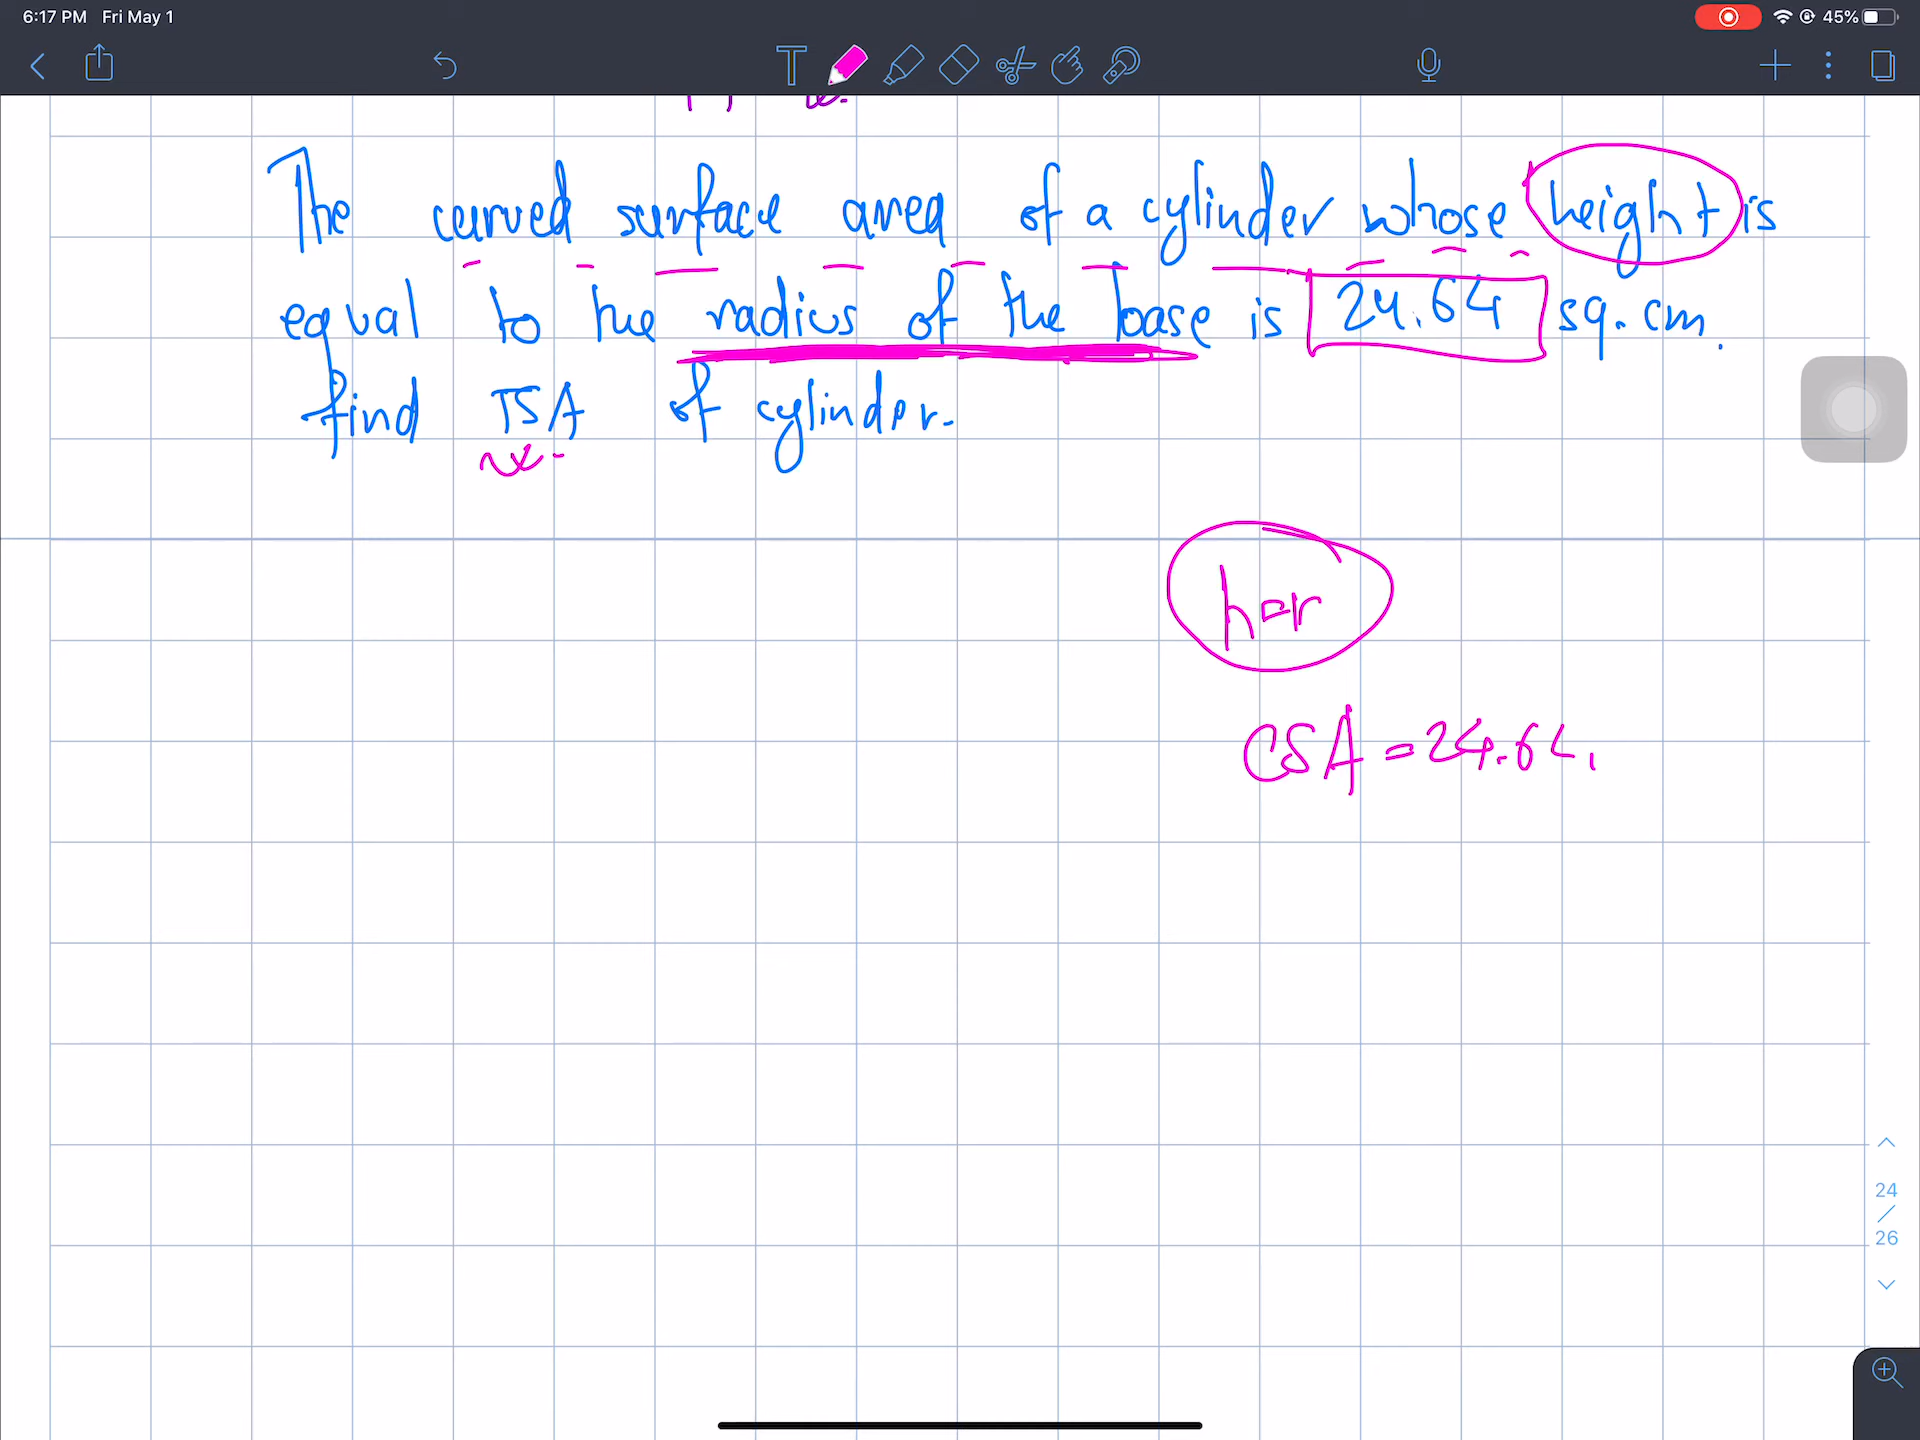 6:17 PM Fri May 1
45%
The curved surface area of a cylinder whose height is
equal to the radius of the base is 24.64 sq. cm.
find TSA of cylinder.
h=r
CSA = 24.64
24
/
26